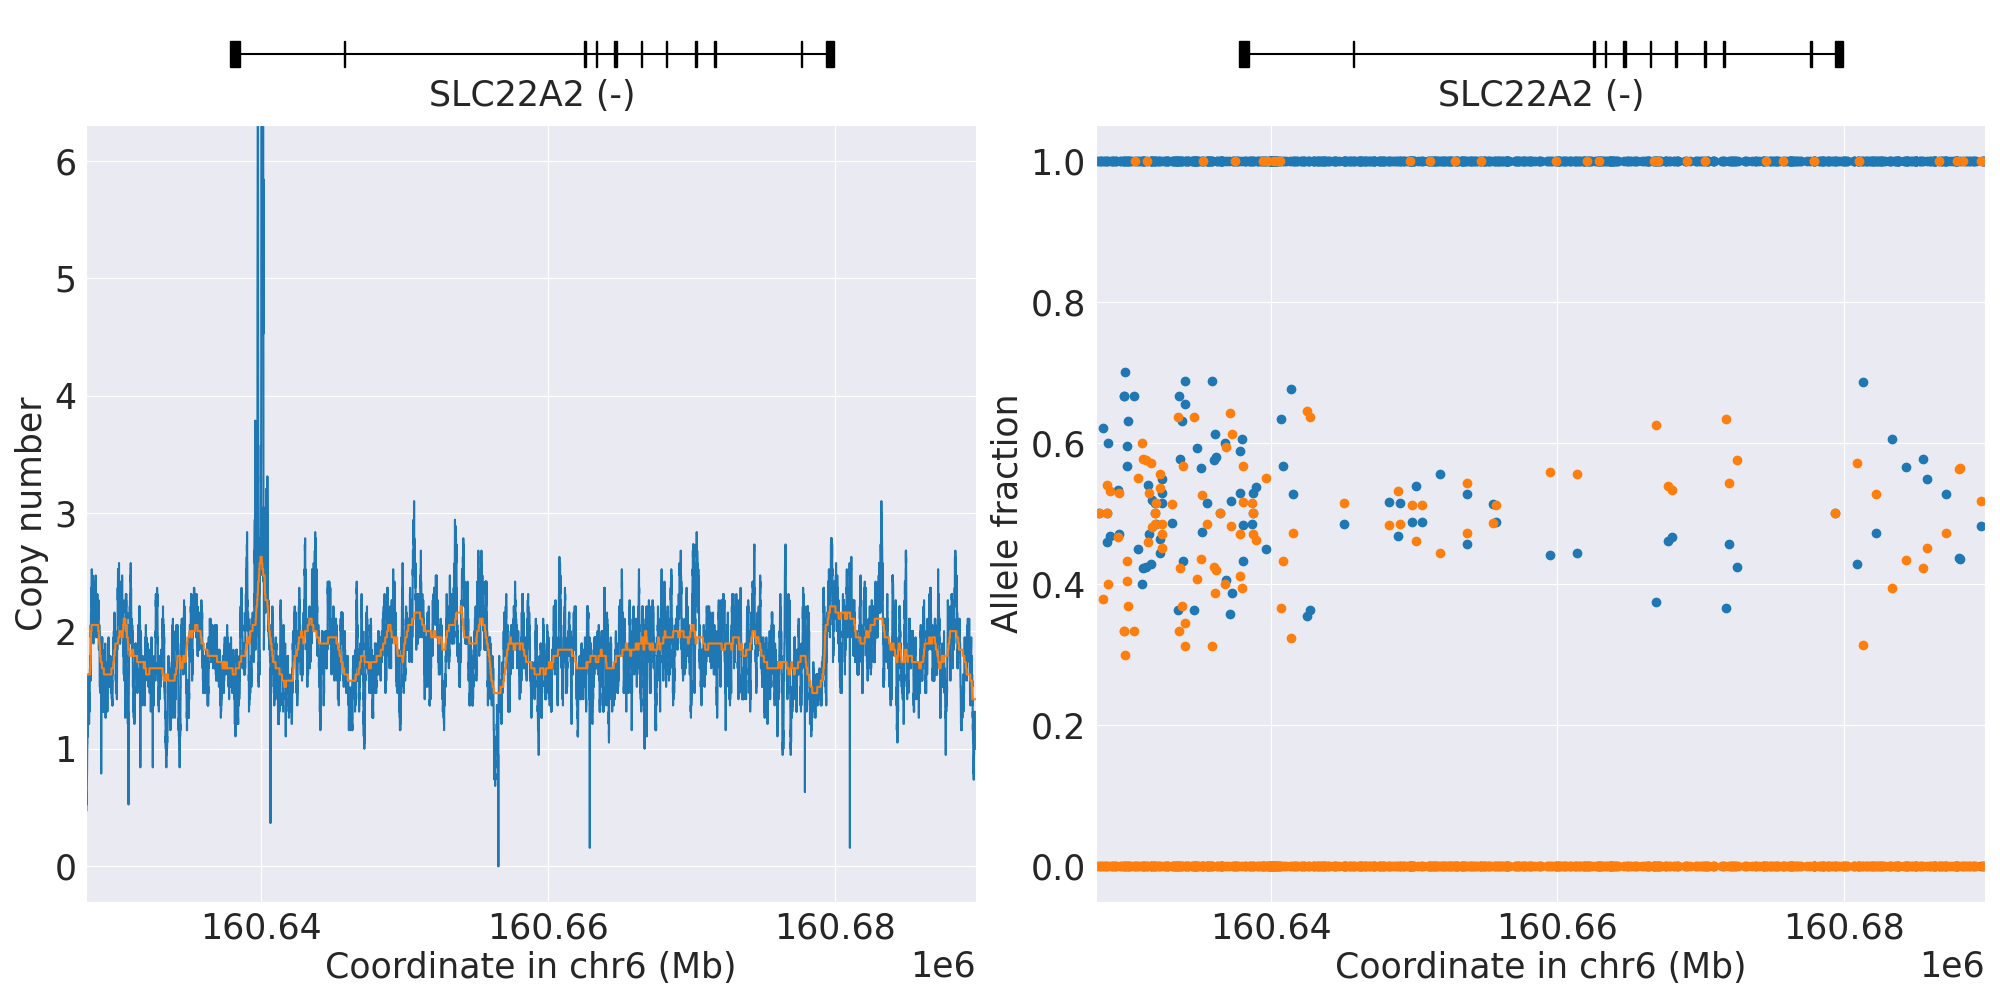 SLC22A2 (-)
SLC22A2 (-)
Copy number
6
5
4
3
2
1
0
160.64
160.66
160.68
Coordinate in chr6 (Mb)
1e6
Allele fraction
1.0
0.8
0.6
0.4
0.2
0.0
160.64
160.66
160.68
Coordinate in chr6 (Mb)
1e6